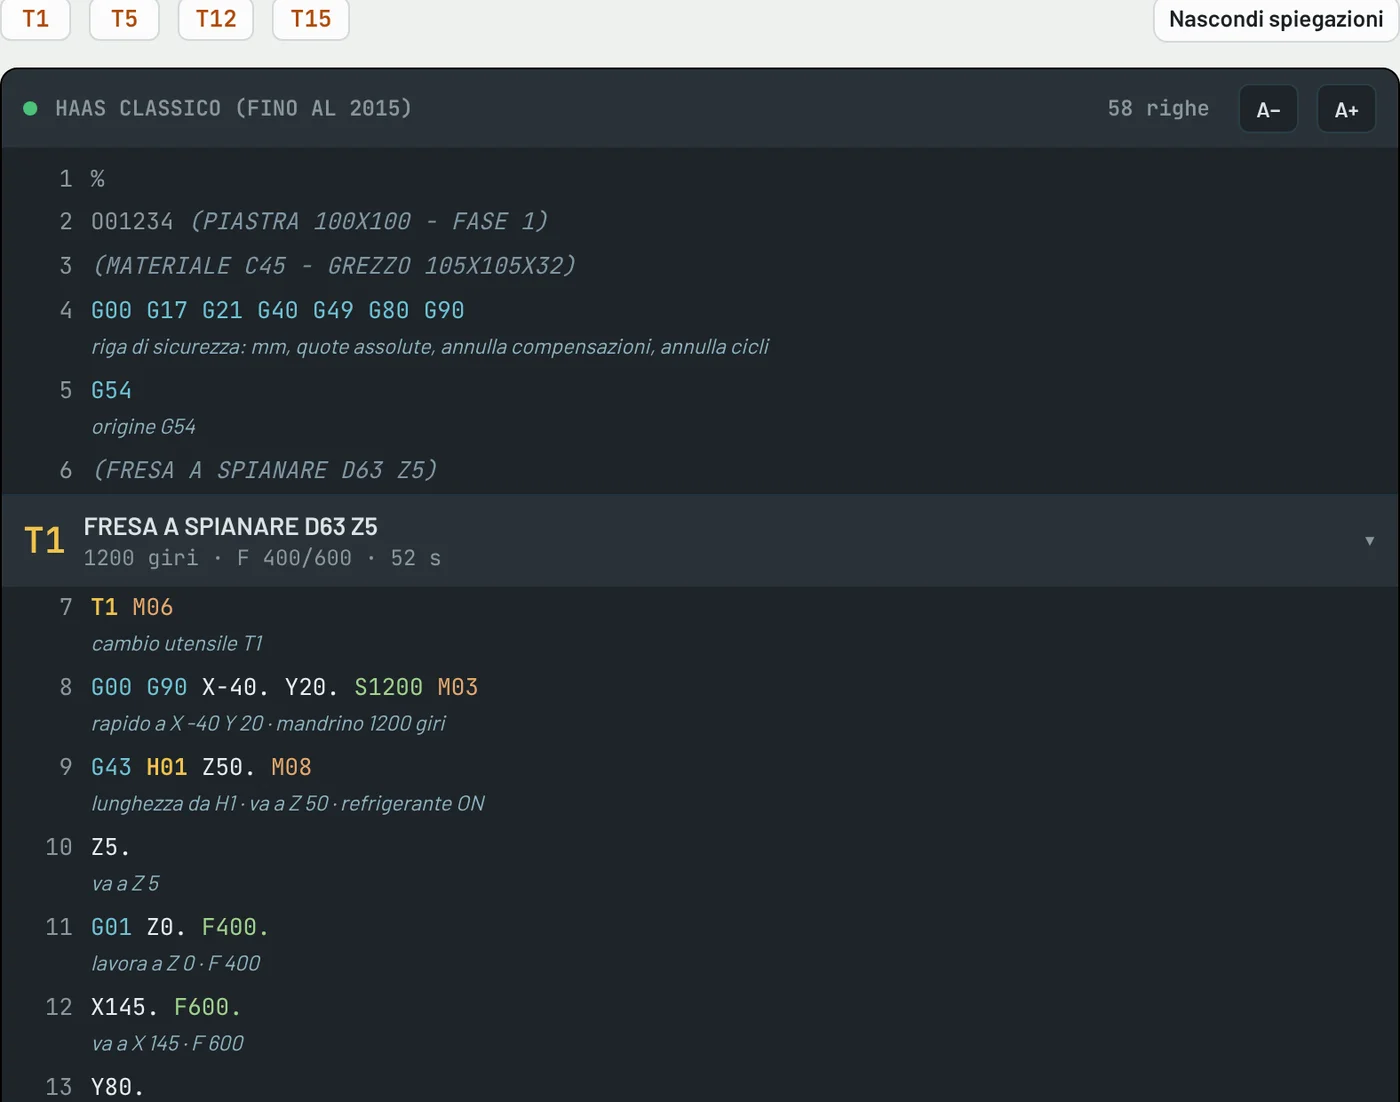 T1 T5 T12 T15 Nascondi spiegazioni
HAAS CLASSICO (FINO AL 2015) 58 righe A− A+
1 %
2 O01234 (PIASTRA 100X100 - FASE 1)
3 (MATERIALE C45 - GREZZO 105X105X32)
4 G00 G17 G21 G40 G49 G80 G90
riga di sicurezza: mm, quote assolute, annulla compensazioni, annulla cicli
5 G54
origine G54
6 (FRESA A SPIANARE D63 Z5)
T1 FRESA A SPIANARE D63 Z5 ▾
1200 giri · F 400/600 · 52 s
7 T1 M06
cambio utensile T1
8 G00 G90 X-40. Y20. S1200 M03
rapido a X -40 Y 20 · mandrino 1200 giri
9 G43 H01 Z50. M08
lunghezza da H1 · va a Z 50 · refrigerante ON
10 Z5.
va a Z 5
11 G01 Z0. F400.
lavora a Z 0 · F 400
12 X145. F600.
va a X 145 · F 600
13 Y80.